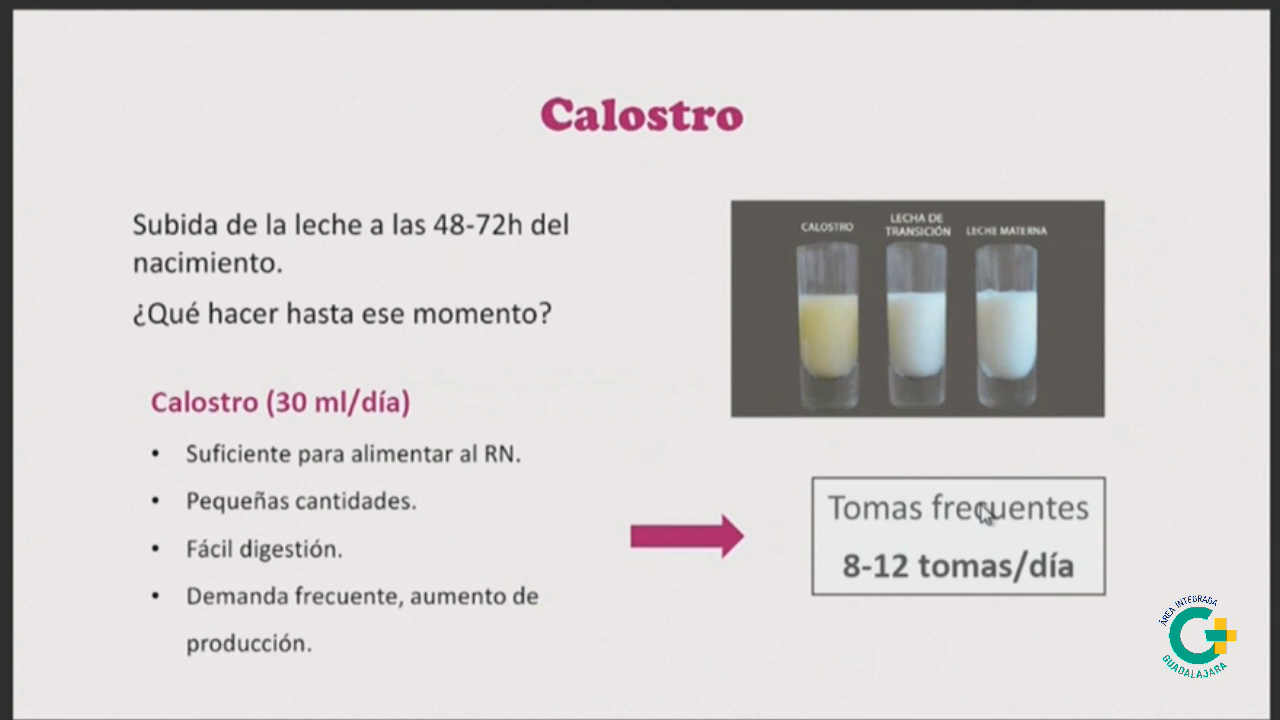 Calostro
Subida de la leche a las 48-72h del
nacimiento.
¿Qué hacer hasta ese momento?
Calostro (30 ml/día)
• Suficiente para alimentar al RN.
• Pequeñas cantidades.
• Fácil digestión.
• Demanda frecuente, aumento de
producción.
CALOSTRO
LECHA DE
TRANSICIÓN
LECHE MATERNA
Tomas frecuentes
8-12 tomas/día
ÁREA INTEGRADA
GUADALAJARA